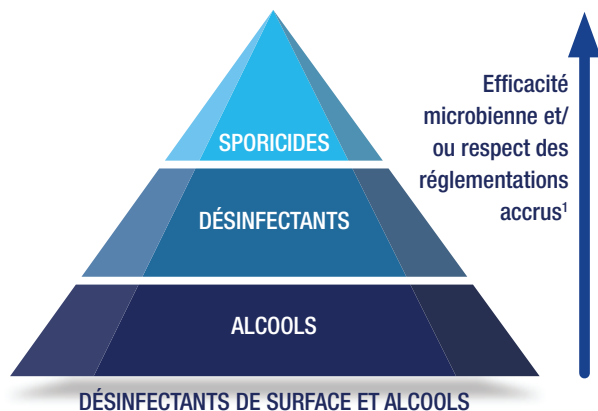 SPORICIDES
DÉSINFECTANTS
ALCOOLS
DÉSINFECTANTS DE SURFACE ET ALCOOLS
Efficacité
microbienne et/
ou respect des
réglementations
accrus¹